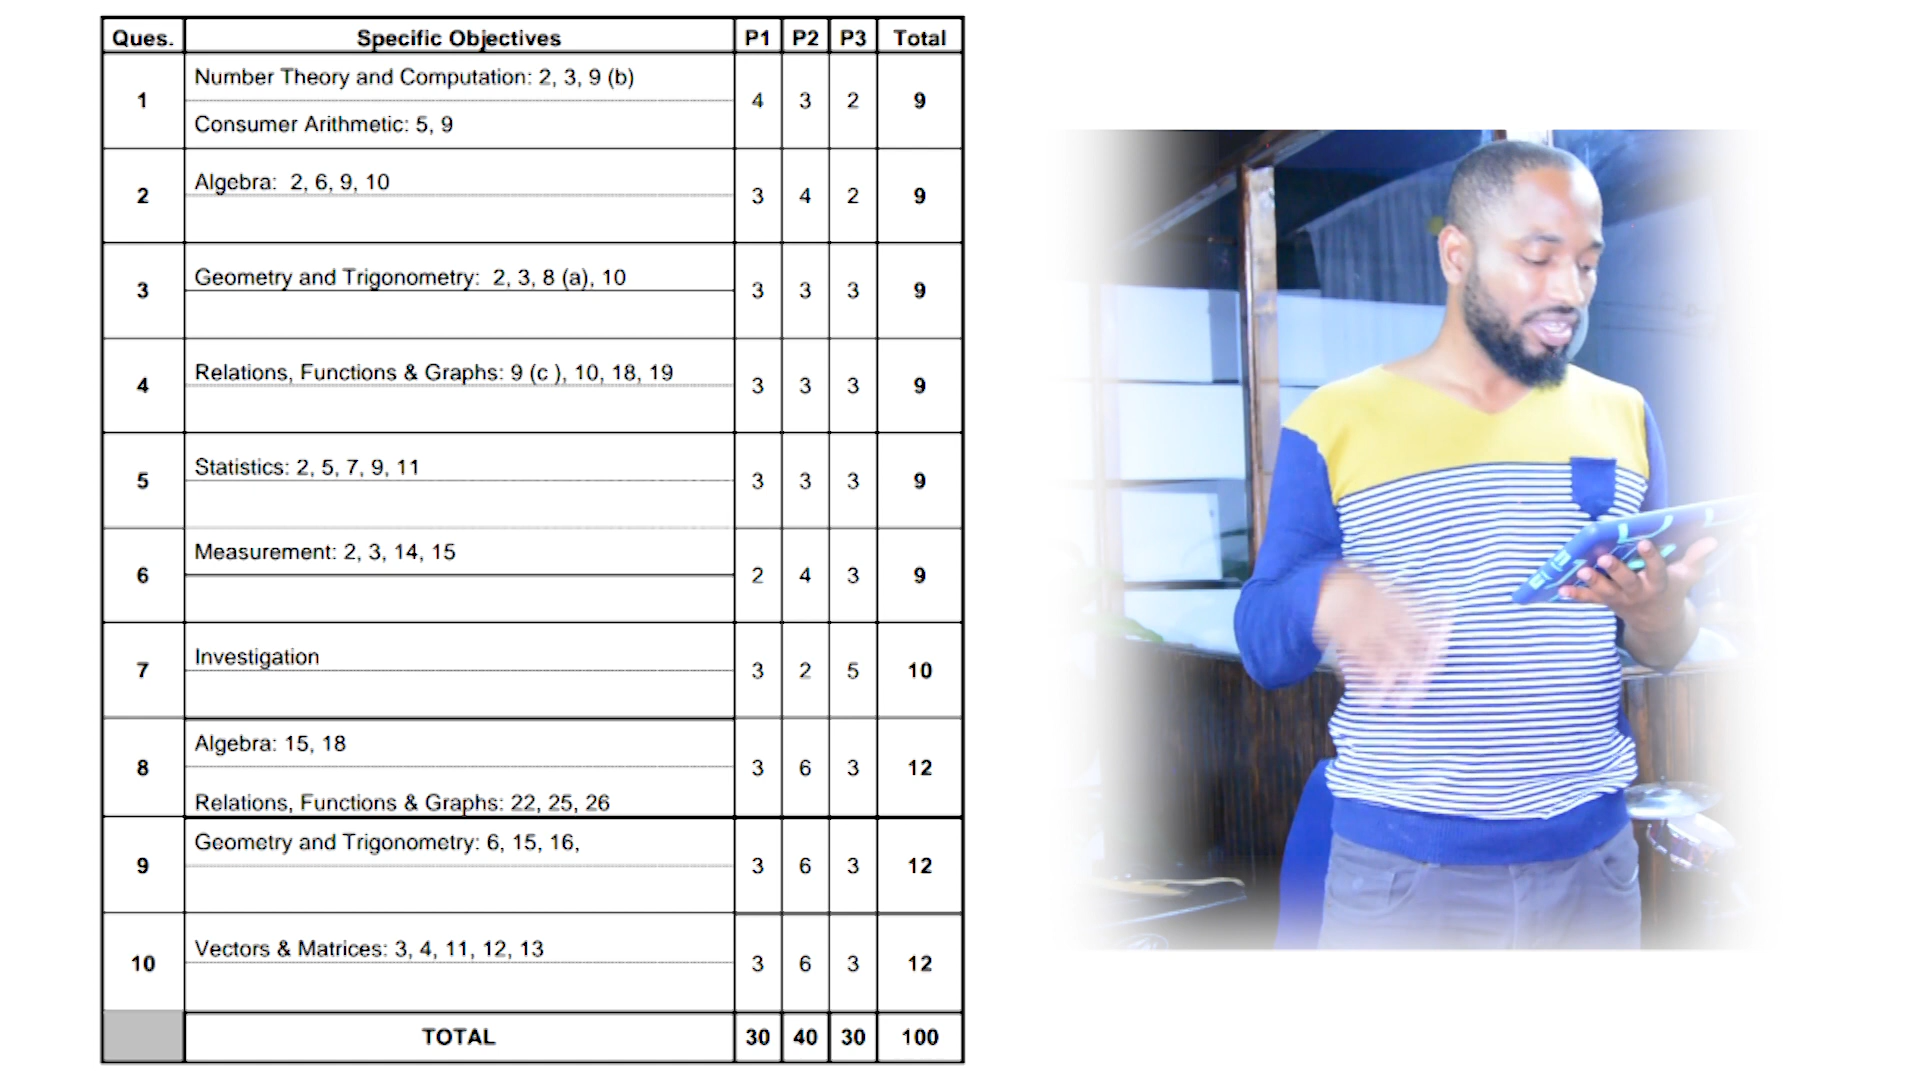 Ques. Specific Objectives P1 P2 P3 Total
1 Number Theory and Computation: 2, 3, 9 (b) 4 3 2 9
Consumer Arithmetic: 5, 9
2 Algebra: 2, 6, 9, 10 3 4 2 9
3 Geometry and Trigonometry: 2, 3, 8 (a), 10 3 3 3 9
4 Relations, Functions & Graphs: 9 (c ), 10, 18, 19 3 3 3 9
5 Statistics: 2, 5, 7, 9, 11 3 3 3 9
6 Measurement: 2, 3, 14, 15 2 4 3 9
7 Investigation 3 2 5 10
8 Algebra: 15, 18 3 6 3 12
Relations, Functions & Graphs: 22, 25, 26
9 Geometry and Trigonometry: 6, 15, 16, 3 6 3 12
10 Vectors & Matrices: 3, 4, 11, 12, 13 3 6 3 12
TOTAL 30 40 30 100